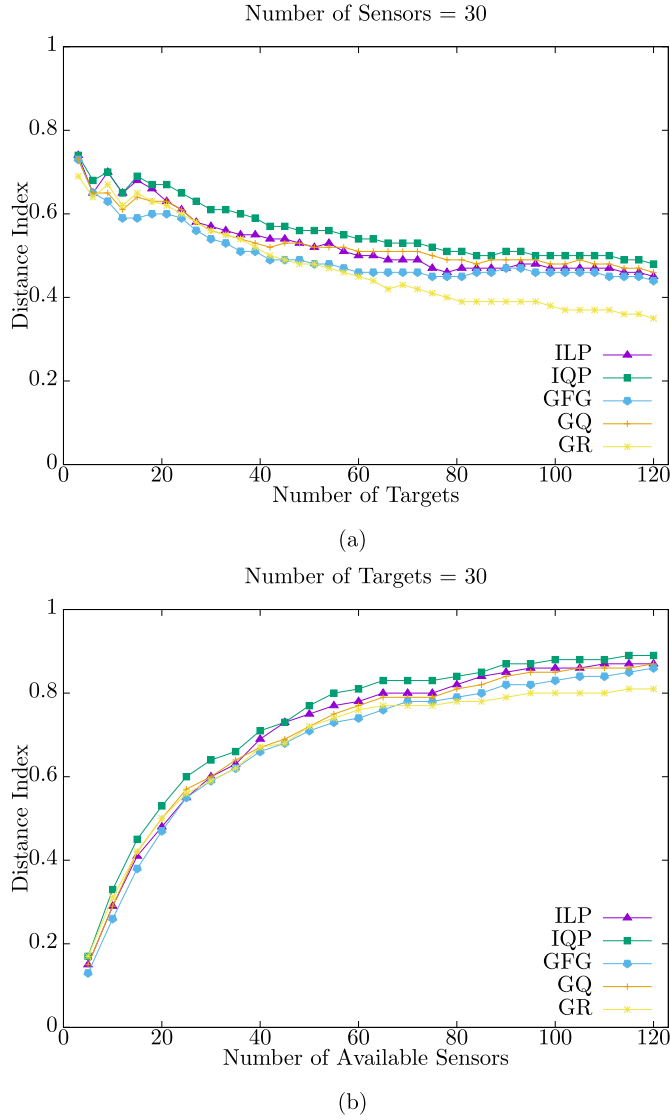 Number of Sensors = 30
1
0.8
0.6
0.4
0.2
0
Distance Index
ILP
IQP
GFG
GQ
GR
0 20 40 60 80 100 120
Number of Targets
(a)
Number of Targets = 30
1
0.8
0.6
0.4
0.2
0
Distance Index
ILP
IQP
GFG
GQ
GR
0 20 40 60 80 100 120
Number of Available Sensors
(b)